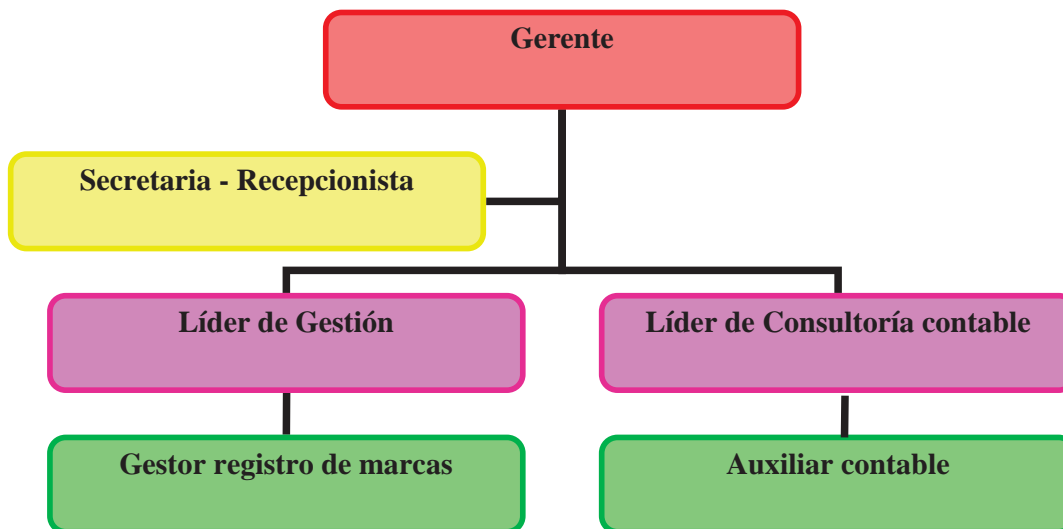 Gerente
Secretaria - Recepcionista
Líder de Gestión
Líder de Consultoría contable
Gestor registro de marcas
Auxiliar contable